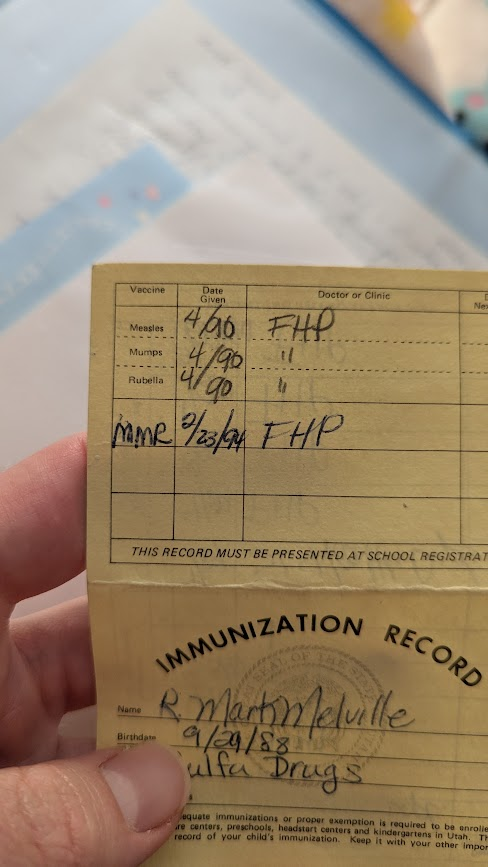 Vaccine Date Given Doctor or Clinic
Measles 4/90 FHP
Mumps 4/90 "
Rubella 4/90 "
MMR 2/23/94 FHP
THIS RECORD MUST BE PRESENTED AT SCHOOL REGISTRAT
IMMUNIZATION RECORD
Name R. Mark Melville
Birthdate 9/29/88
ulfa Drugs
equate immunizations or proper exemption is required to be enrolle
re centers, preschools, headstart centers and kindergartens in Utah. Th
record of your child's immunization. Keep it with your other impor